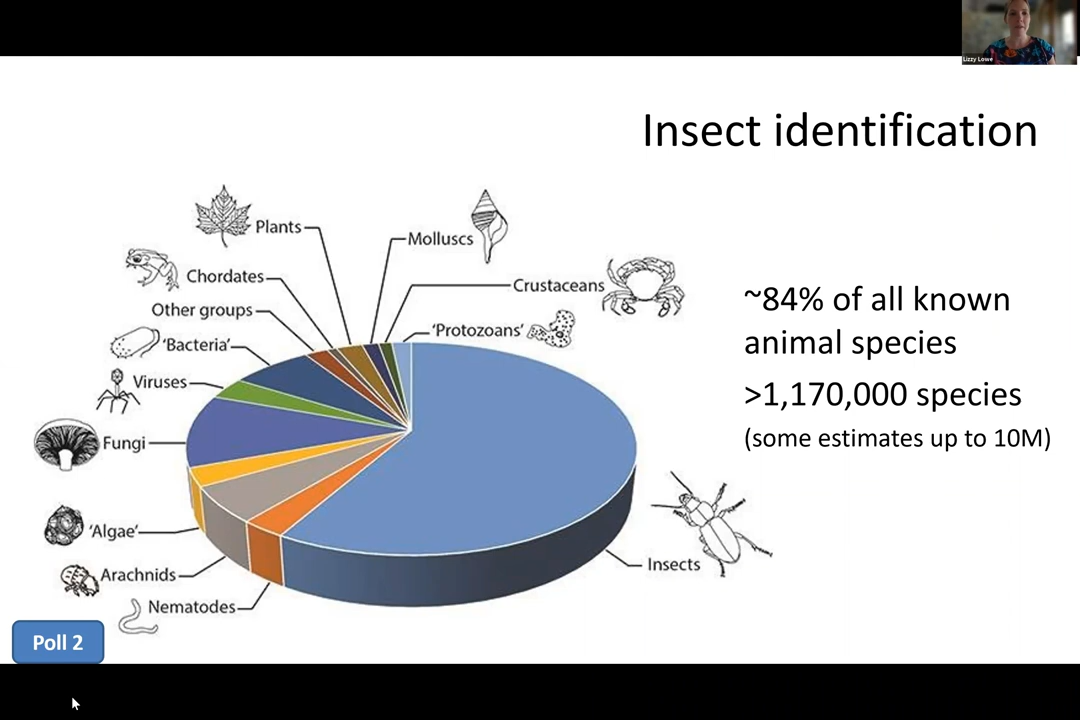 Lizzy Lowe
Insect identification
Plants
Molluscs
Chordates
Crustaceans
Other groups
'Protozoans'
'Bacteria'
Viruses
Fungi
'Algae'
Arachnids
Nematodes
Insects
~84% of all known
animal species
>1,170,000 species
(some estimates up to 10M)
Poll 2